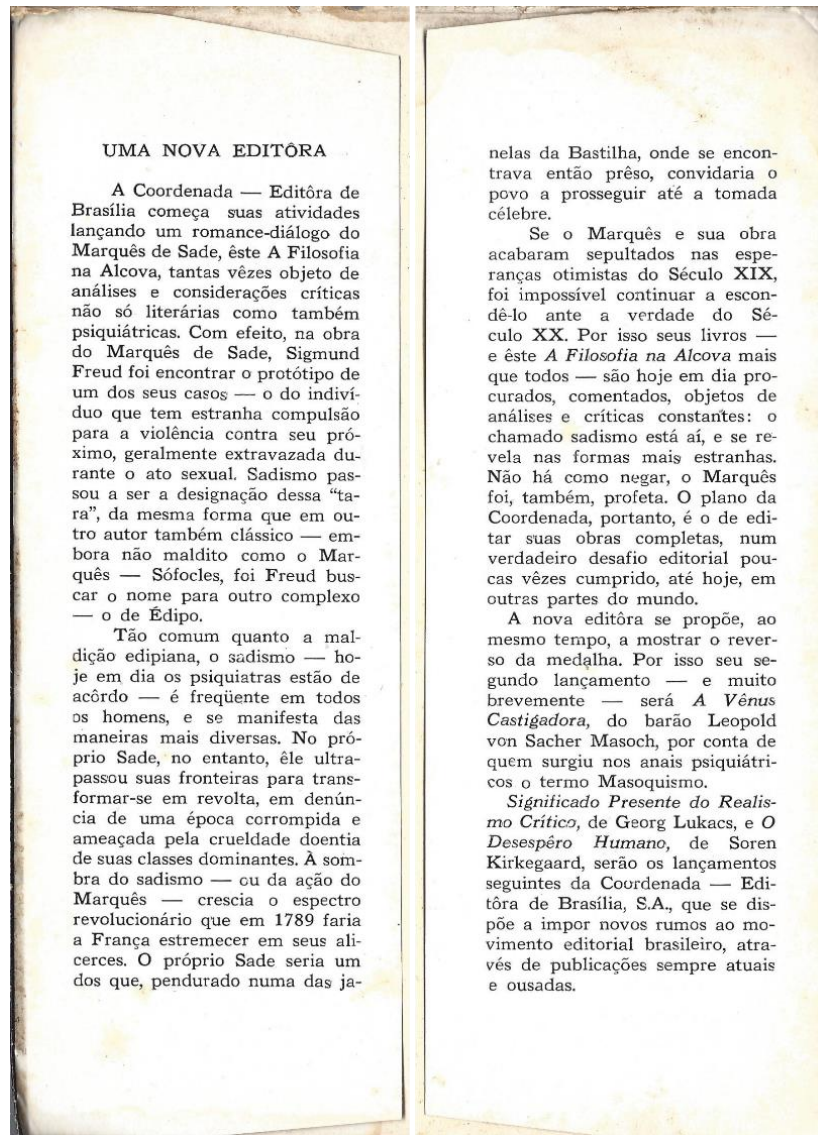 UMA NOVA EDITÔRA
A Coordenada — Editôra de
Brasília começa suas atividades
lançando um romance-diálogo do
Marquês de Sade, êste A Filosofia
na Alcova, tantas vêzes objeto de
análises e considerações críticas
não só literárias como também
psiquiátricas. Com efeito, na obra
do Marquês de Sade, Sigmund
Freud foi encontrar o protótipo de
um dos seus casos — o do indiví-
duo que tem estranha compulsão
para a violência contra seu pró-
ximo, geralmente extravazada du-
rante o ato sexual. Sadismo pas-
sou a ser a designação dessa “ta-
ra”, da mesma forma que em ou-
tro autor também clássico — em-
bora não maldito como o Mar-
quês — Sófocles, foi Freud bus-
car o nome para outro complexo
— o de Édipo.
Tão comum quanto a mal-
dição edipiana, o sadismo — ho-
je em dia os psiquiatras estão de
acôrdo — é freqüente em todos
os homens, e se manifesta das
maneiras mais diversas. No pró-
prio Sade, no entanto, êle ultra-
passou suas fronteiras para trans-
formar-se em revolta, em denún-
cia de uma época corrompida e
ameaçada pela crueldade doentia
de suas classes dominantes. À som-
bra do sadismo — ou da ação do
Marquês — crescia o espectro
revolucionário que em 1789 faria
a França estremecer em seus ali-
cerces. O próprio Sade seria um
dos que, pendurado numa das ja-
nelas da Bastilha, onde se encon-
trava então prêso, convidaria o
povo a prosseguir até a tomada
célebre.
Se o Marquês e sua obra
acabaram sepultados nas espe-
ranças otimistas do Século XIX,
foi impossível continuar a escon-
dê-lo ante a verdade do Sé-
culo XX. Por isso seus livros —
e êste A Filosofia na Alcova mais
que todos — são hoje em dia pro-
curados, comentados, objetos de
análises e críticas constantes: o
chamado sadismo está aí, e se re-
vela nas formas mais estranhas.
Não há como negar, o Marquês
foi, também, profeta. O plano da
Coordenada, portanto, é o de edi-
tar suas obras completas, num
verdadeiro desafio editorial pou-
cas vêzes cumprido, até hoje, em
outras partes do mundo.
A nova editôra se propõe, ao
mesmo tempo, a mostrar o rever-
so da medalha. Por isso seu se-
gundo lançamento — e muito
brevemente — será A Vênus
Castigadora, do barão Leopold
von Sacher Masoch, por conta de
quem surgiu nos anais psiquiátri-
cos o termo Masoquismo.
Significado Presente do Realis-
mo Crítico, de Georg Lukacs, e O
Desespêro Humano, de Soren
Kirkegaard, serão os lançamentos
seguintes da Coordenada — Edi-
tôra de Brasília, S.A., que se dis-
põe a impor novos rumos ao mo-
vimento editorial brasileiro, atra-
vés de publicações sempre atuais
e ousadas.